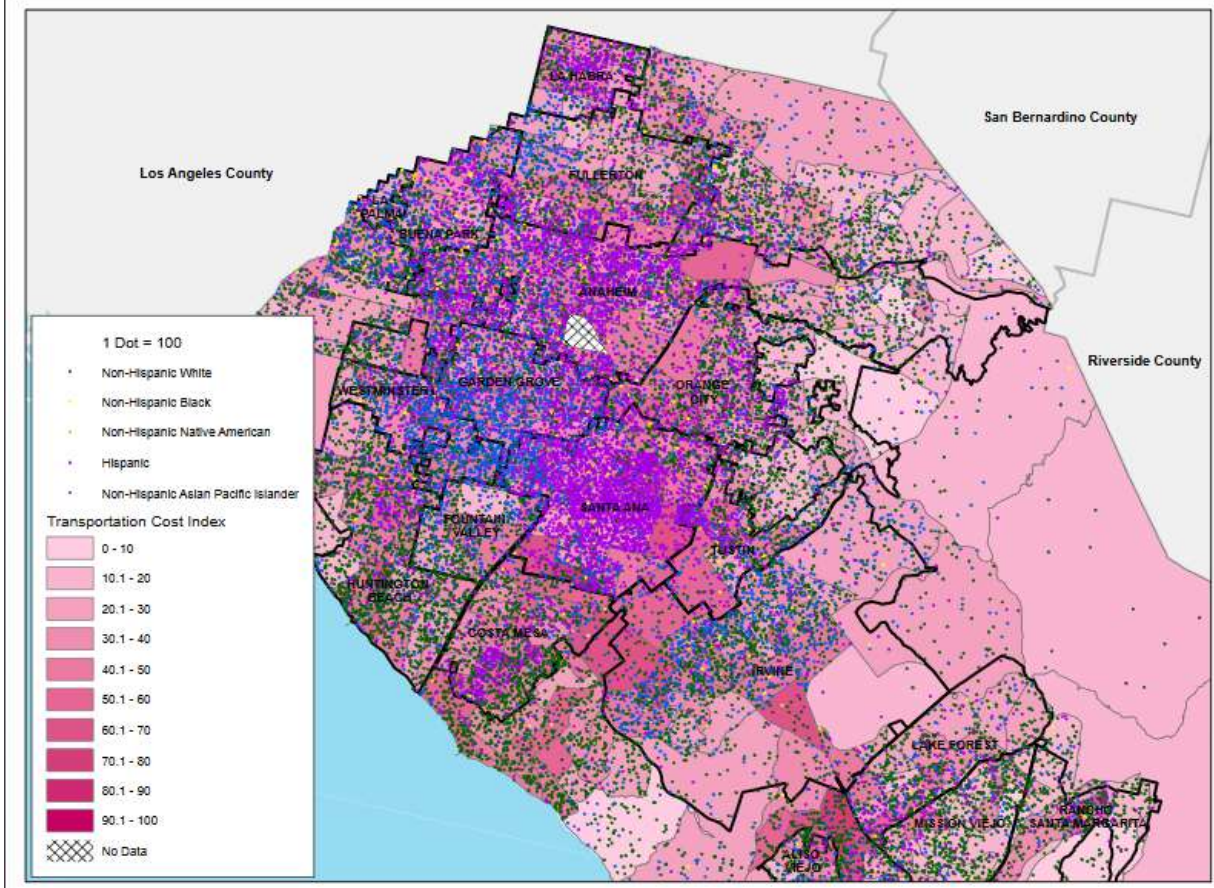 LA HABRA
San Bernardino County
Los Angeles County
FULLERTON
LA
PALMA
BUENA PARK
ANAHEIM
Riverside County
GARDEN GROVE
WESTMINSTER
ORANGE
CITY
SANTA ANA
FOUNTAIN
VALLEY
TUSTIN
HUNTINGTON
BEACH
COSTA MESA
IRVINE
LAKE FOREST
MISSION VIEJO
RANCHO
SANTA MARGARITA
ALISO
VIEJO
1 Dot = 100
Non-Hispanic White
Non-Hispanic Black
Non-Hispanic Native American
Hispanic
Non-Hispanic Asian Pacific Islander
Transportation Cost Index
0 - 10
10.1 - 20
20.1 - 30
30.1 - 40
40.1 - 50
50.1 - 60
60.1 - 70
70.1 - 80
80.1 - 90
90.1 - 100
No Data